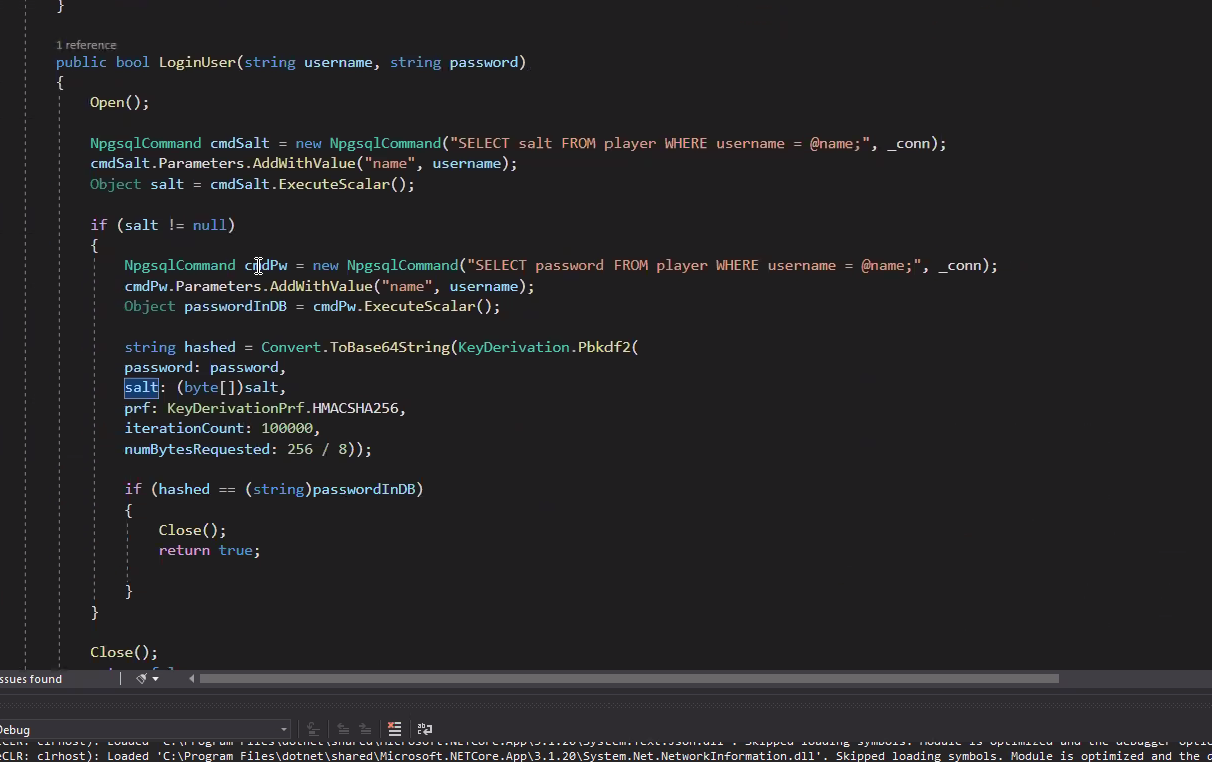 }
1 reference
public bool LoginUser(string username, string password)
{
Open();
NpgsqlCommand cmdSalt = new NpgsqlCommand("SELECT salt FROM player WHERE username = @name;", _conn);
cmdSalt.Parameters.AddWithValue("name", username);
Object salt = cmdSalt.ExecuteScalar();
if (salt != null)
{
NpgsqlCommand cmdPw = new NpgsqlCommand("SELECT password FROM player WHERE username = @name;", _conn);
cmdPw.Parameters.AddWithValue("name", username);
Object passwordInDB = cmdPw.ExecuteScalar();
string hashed = Convert.ToBase64String(KeyDerivation.Pbkdf2(
password: password,
salt: (byte[])salt,
prf: KeyDerivationPrf.HMACSHA256,
iterationCount: 100000,
numBytesRequested: 256 / 8));
if (hashed == (string)passwordInDB)
{
Close();
return true;
}
}
Close();
ssues found
Debug
eCLR: clrhost): Loaded 'C:\Program Files\dotnet\shared\Microsoft.NETCore.App\3.1.20\System.Text.Json.dll'. Skipped loading symbols. Module is optimized and the debugger optio
eCLR: clrhost): Loaded 'C:\Program Files\dotnet\shared\Microsoft.NETCore.App\3.1.20\System.Net.NetworkInformation.dll'. Skipped loading symbols. Module is optimized and the d